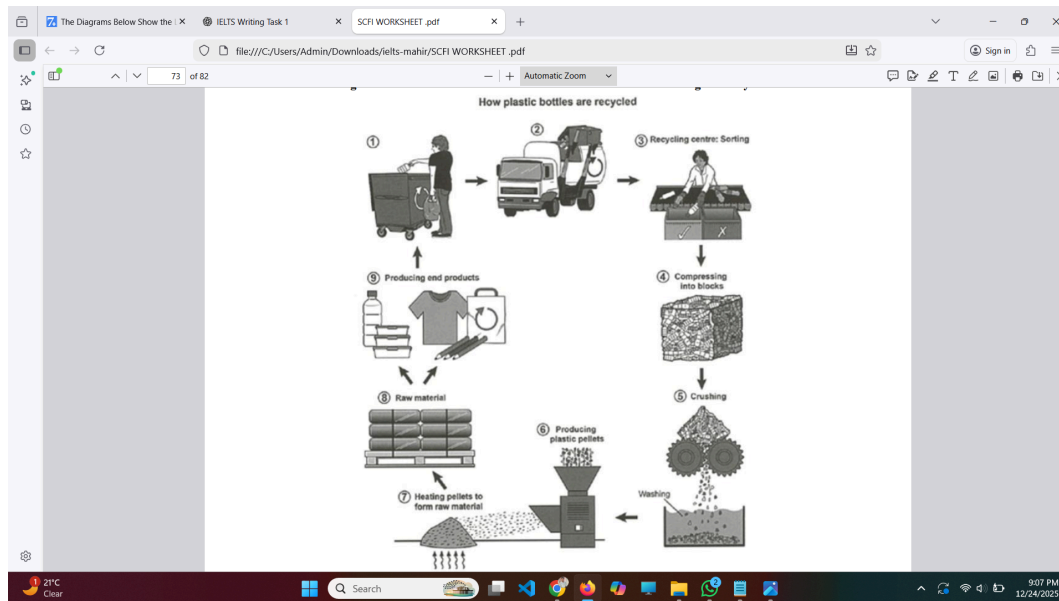 The Diagrams Below Show the
IELTS Writing Task 1
SCFI WORKSHEET .pdf
file:///C:/Users/Admin/Downloads/ielts-mahir/SCFI WORKSHEET .pdf
Sign in
73 of 82
Automatic Zoom
How plastic bottles are recycled
①
②
③ Recycling centre: Sorting
④ Compressing
into blocks
⑤ Crushing
Washing
⑥ Producing
plastic pellets
⑦ Heating pellets to
form raw material
⑧ Raw material
⑨ Producing end products
1
21°C
Clear
Search
2
9:07 PM
12/24/2025